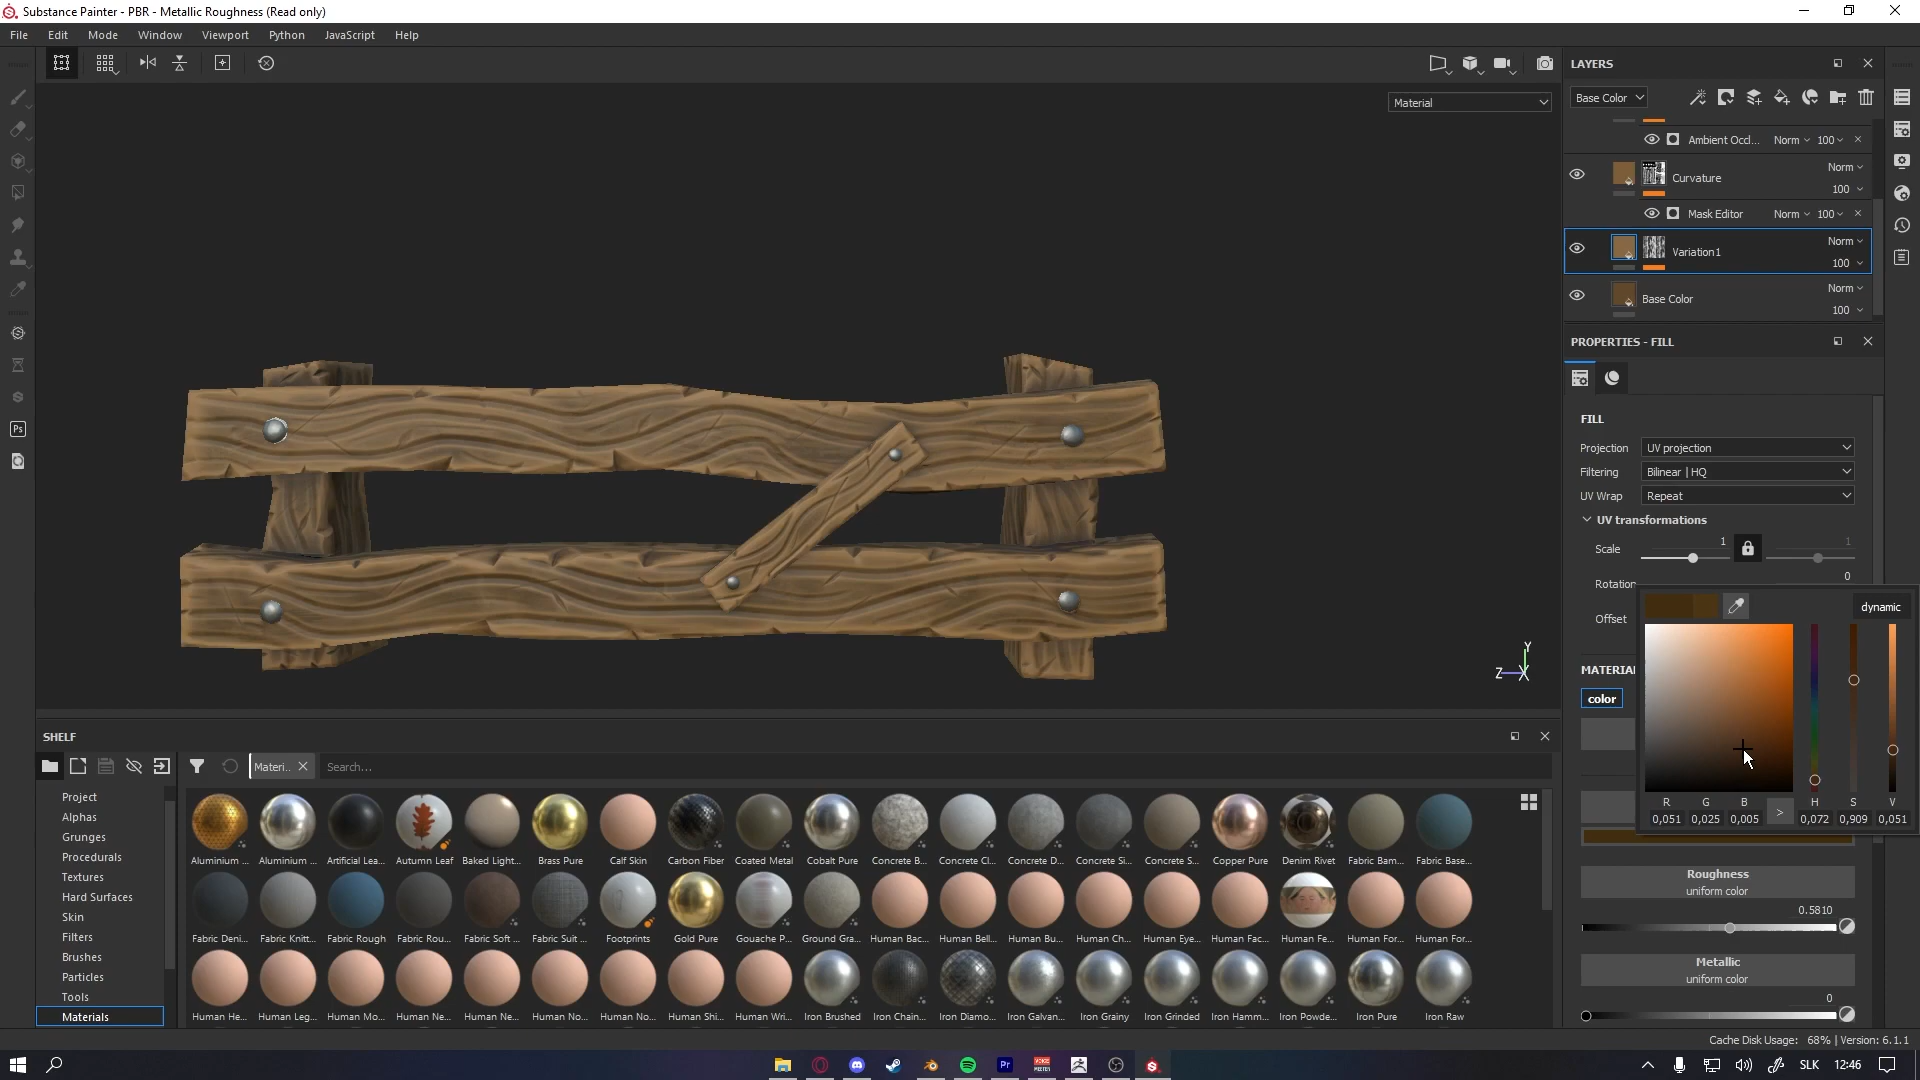 Substance Painter - PBR - Metallic Roughness (Read only)
File Edit Mode Window Viewport Python JavaScript Help
Material
LAYERS
Base Color
Ambient Occl... Norm 100
Curvature Norm
100
Mask Editor Norm 100
Variation1 Norm
100
Base Color Norm
100
PROPERTIES - FILL
FILL
Projection UV projection
Filtering Bilinear | HQ
UV Wrap Repeat
UV transformations
Scale 1 1
Rotation 0
Offset
dynamic
MATERIAL
color
R G B > H S V
0,051 0,025 0,005 0,072 0,909 0,051
Roughness
uniform color
0.5810
Metallic
uniform color
0
Y
Z X
Ps
SHELF
Materi.. Search...
Project
Alphas
Grunges
Procedurals
Textures
Hard Surfaces
Skin
Filters
Brushes
Particles
Tools
Materials
Aluminium ... Aluminium ... Artificial Lea... Autumn Leaf Baked Light... Brass Pure Calf Skin Carbon Fiber Coated Metal Cobalt Pure Concrete B... Concrete Cl... Concrete D... Concrete Si... Concrete S... Copper Pure Denim Rivet Fabric Bam... Fabric Base...
Fabric Deni... Fabric Knitt... Fabric Rough Fabric Rou... Fabric Soft ... Fabric Suit ... Footprints Gold Pure Gouache P... Ground Gra... Human Bac... Human Bell... Human Bu... Human Ch... Human Eye... Human Fac... Human Fe... Human For... Human For...
Human He... Human Leg... Human Mo... Human Ne... Human Ne... Human No... Human No... Human Shi... Human Wri... Iron Brushed Iron Chain... Iron Diamo... Iron Galvan... Iron Grainy Iron Grinded Iron Hamm... Iron Powde... Iron Pure Iron Raw
Cache Disk Usage: 68% | Version: 6.1.1
Pr
SLK 12:46